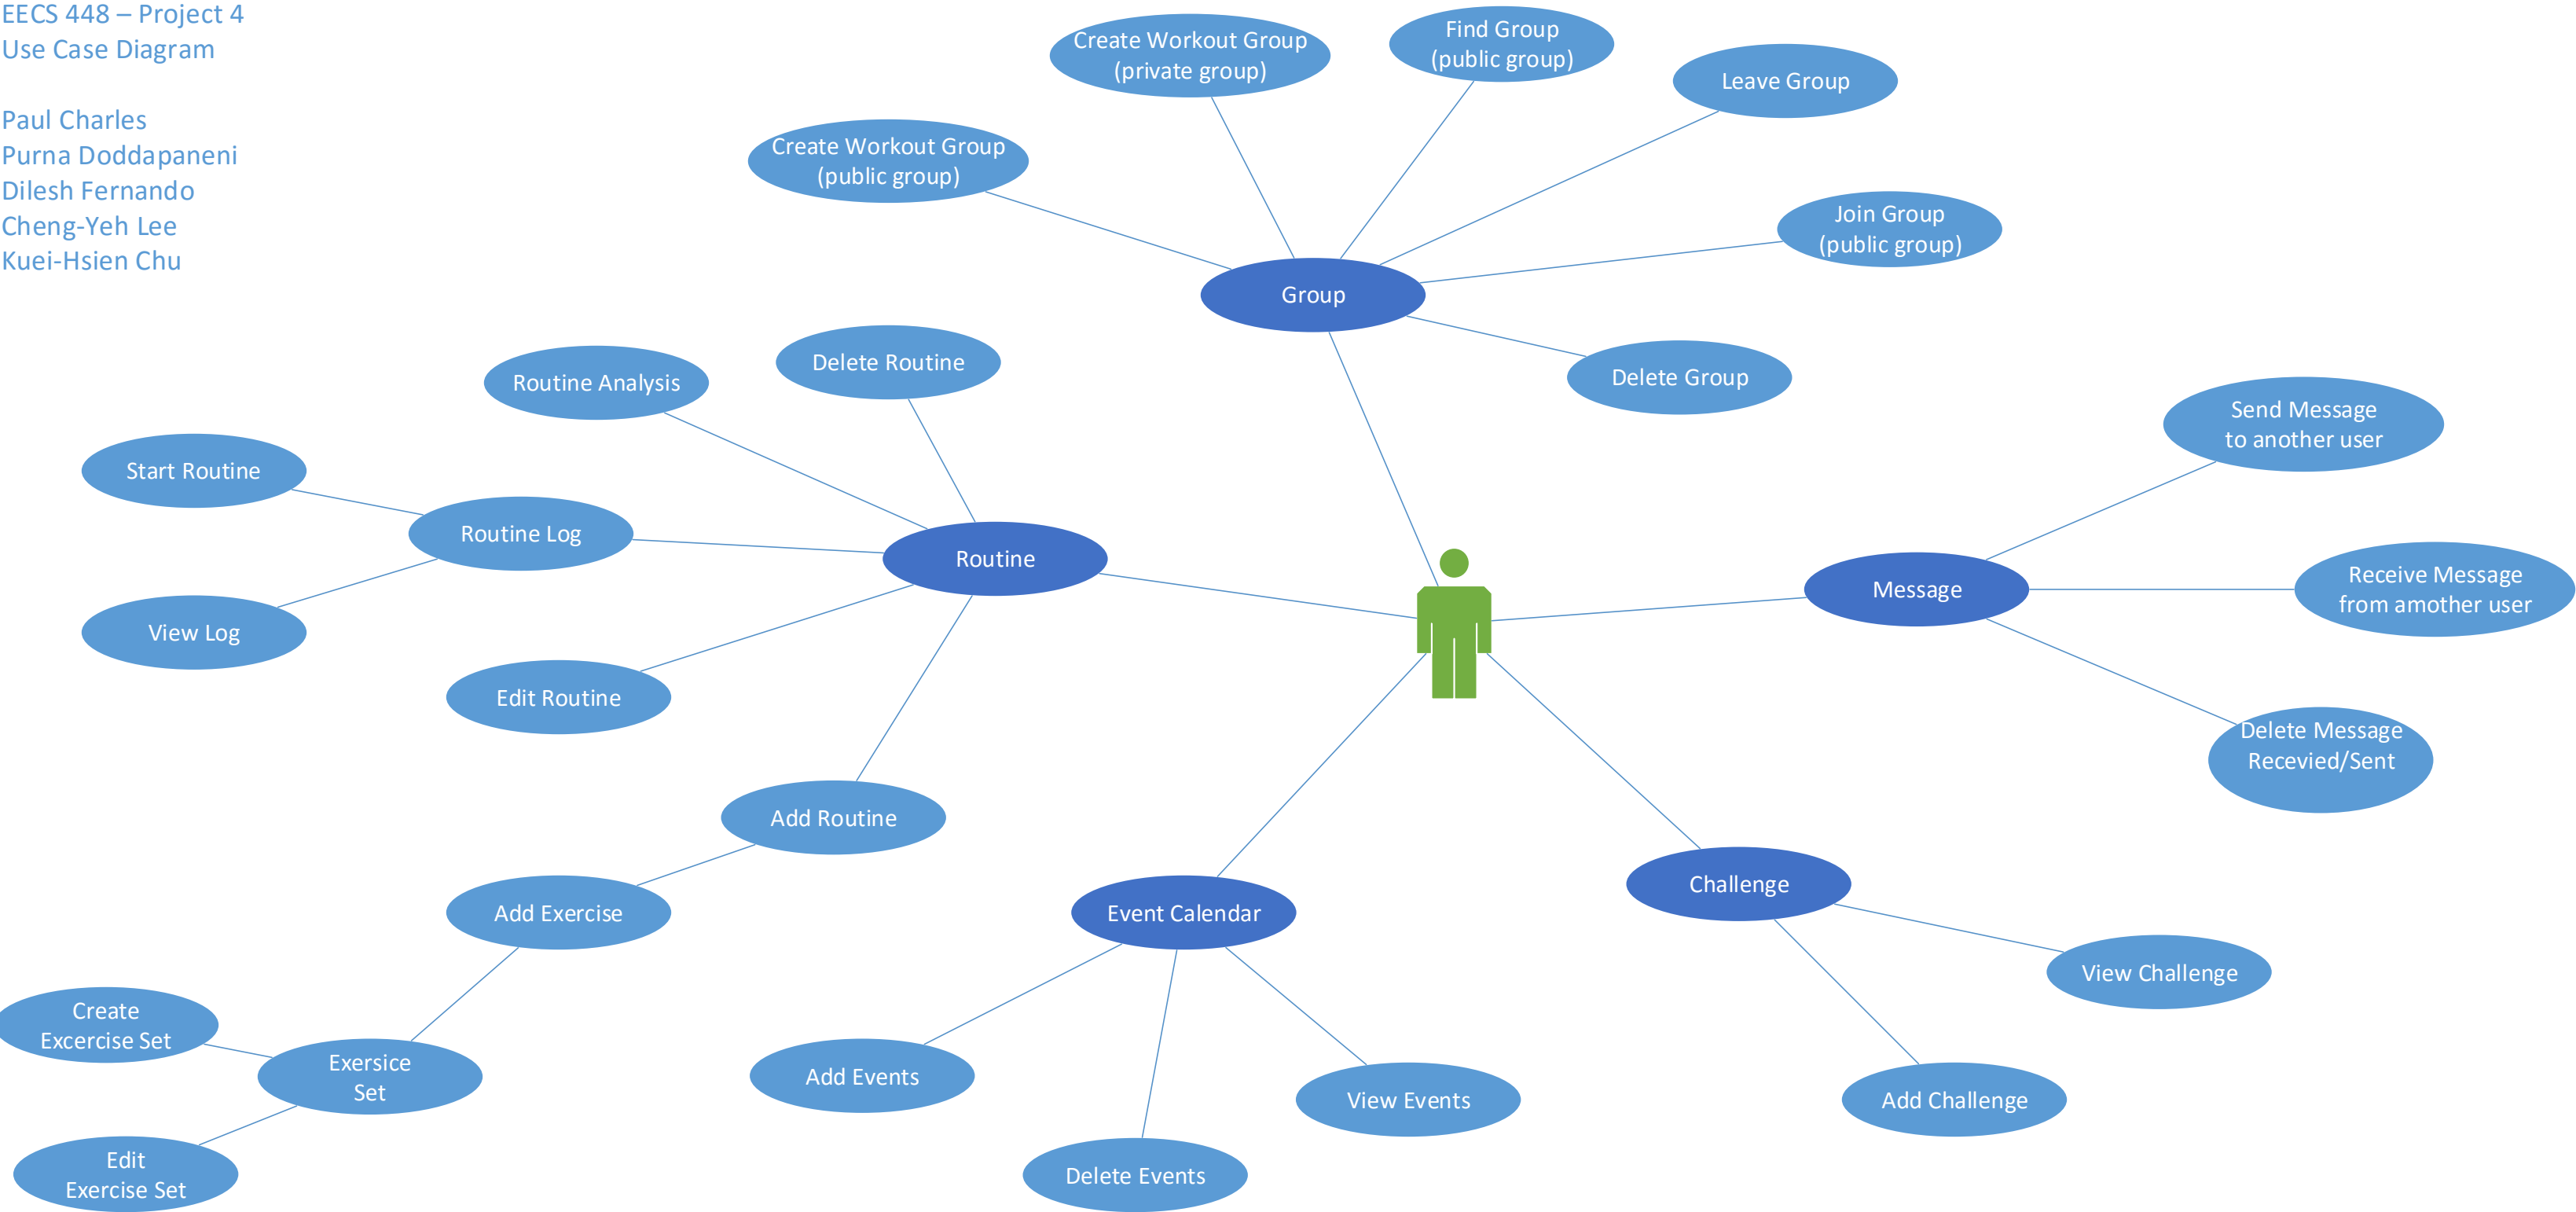 EECS 448 – Project 4
Use Case Diagram
Paul Charles
Purna Doddapaneni
Dilesh Fernando
Cheng-Yeh Lee
Kuei-Hsien Chu
Create Workout Group
(private group)
Find Group
(public group)
Leave Group
Create Workout Group
(public group)
Join Group
(public group)
Group
Delete Group
Delete Routine
Routine Analysis
Start Routine
Routine Log
Routine
View Log
Edit Routine
Add Routine
Add Exercise
Create
Excercise Set
Exersice
Set
Edit
Exercise Set
Send Message
to another user
Message
Receive Message
from amother user
Delete Message
Recevied/Sent
Event Calendar
Add Events
Delete Events
View Events
Challenge
View Challenge
Add Challenge